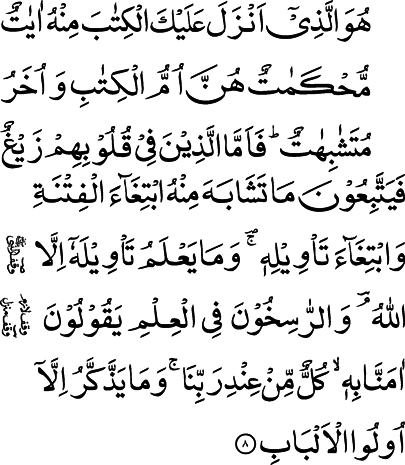 هُوَ الَّذِيْۤ اَنْزَلَ عَلَيْكَ الْكِتٰبَ مِنْهُ اٰيٰتٌ
مُّحْكَمٰتٌ هُنَّ اُمُّ الْكِتٰبِ وَ اُخَرُ
مُتَشٰبِهٰتٌ ؕ فَاَمَّا الَّذِيْنَ فِيْ قُلُوْبِهِمْ زَيْغٌ
فَيَتَّبِعُوْنَ مَا تَشَابَهَ مِنْهُ ابْتِغَآءَ الْفِتْنَةِ
وَ ابْتِغَآءَ تَاْوِيْلِهٖ ۚ وَ مَا يَعْلَمُ تَاْوِيْلَهٗۤ اِلَّا
اللّٰهُ ۘ وَ الرّٰسِخُوْنَ فِي الْعِلْمِ يَقُوْلُوْنَ
اٰمَنَّا بِهٖ ۙ كُلٌّ مِّنْ عِنْدِ رَبِّنَا ۚ وَ مَا يَذَّكَّرُ اِلَّاۤ
اُولُوا الْاَلْبَابِ ۸